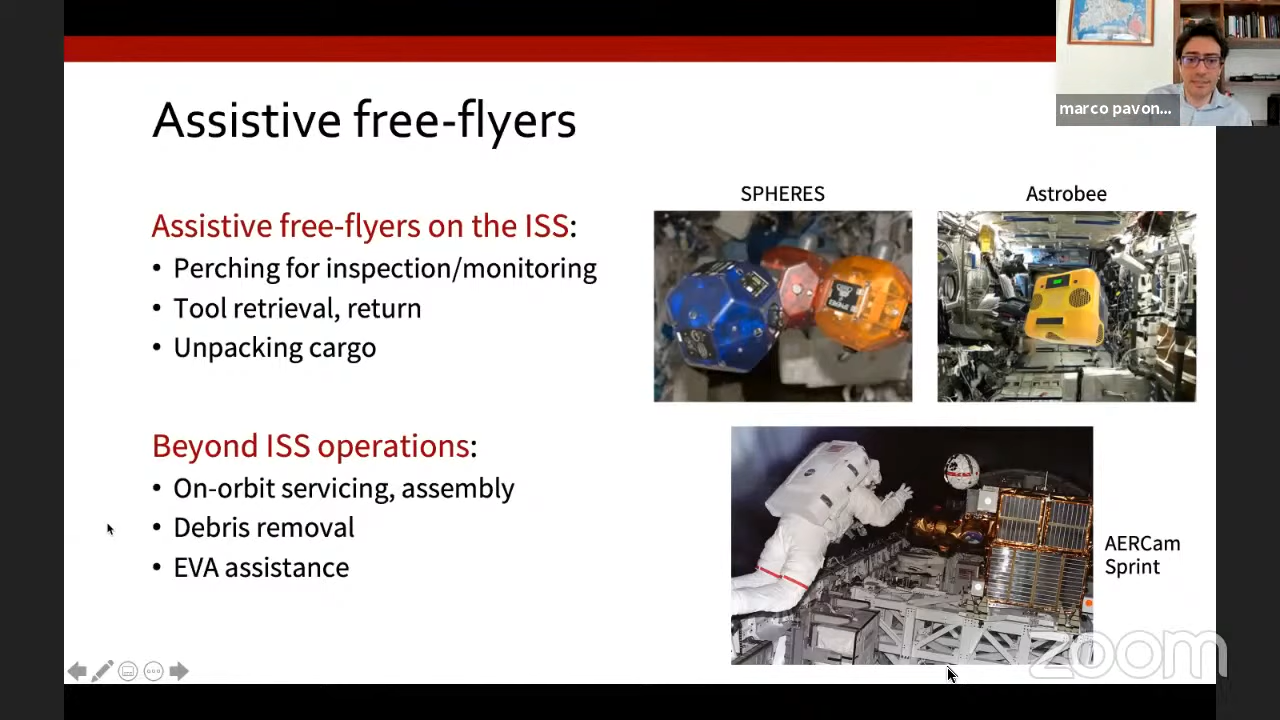 marco pavon...
Assistive free-flyers
Assistive free-flyers on the ISS:
• Perching for inspection/monitoring
• Tool retrieval, return
• Unpacking cargo
Beyond ISS operations:
• On-orbit servicing, assembly
• Debris removal
• EVA assistance
SPHERES
Astrobee
AERCam
Sprint
zoom